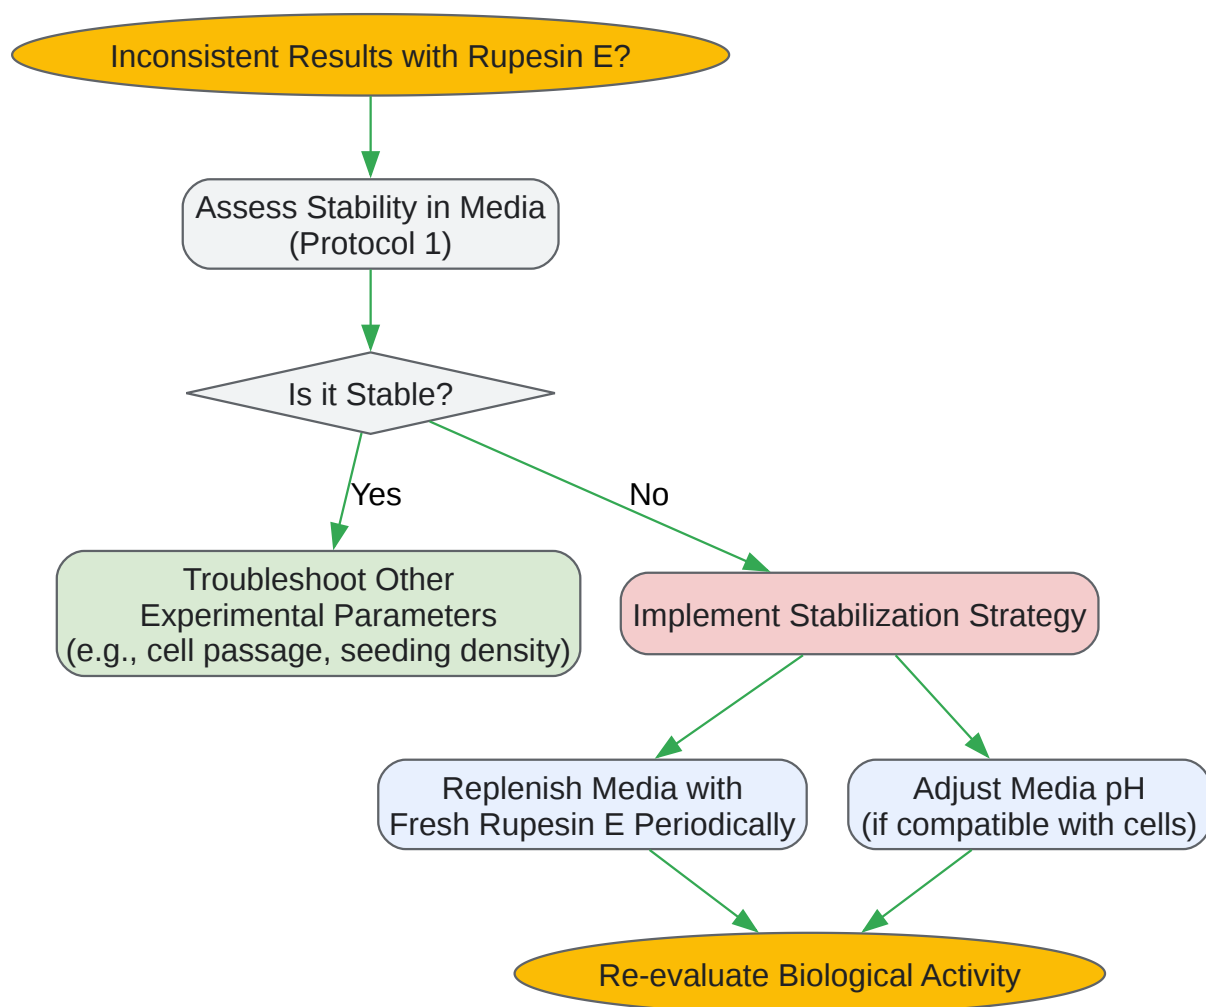 Inconsistent Results with Rupesin E?
Assess Stability in Media
(Protocol 1)
Is it Stable?
Yes
No
Troubleshoot Other
Experimental Parameters
(e.g., cell passage, seeding density)
Implement Stabilization Strategy
Replenish Media with
Fresh Rupesin E Periodically
Adjust Media pH
(if compatible with cells)
Re-evaluate Biological Activity